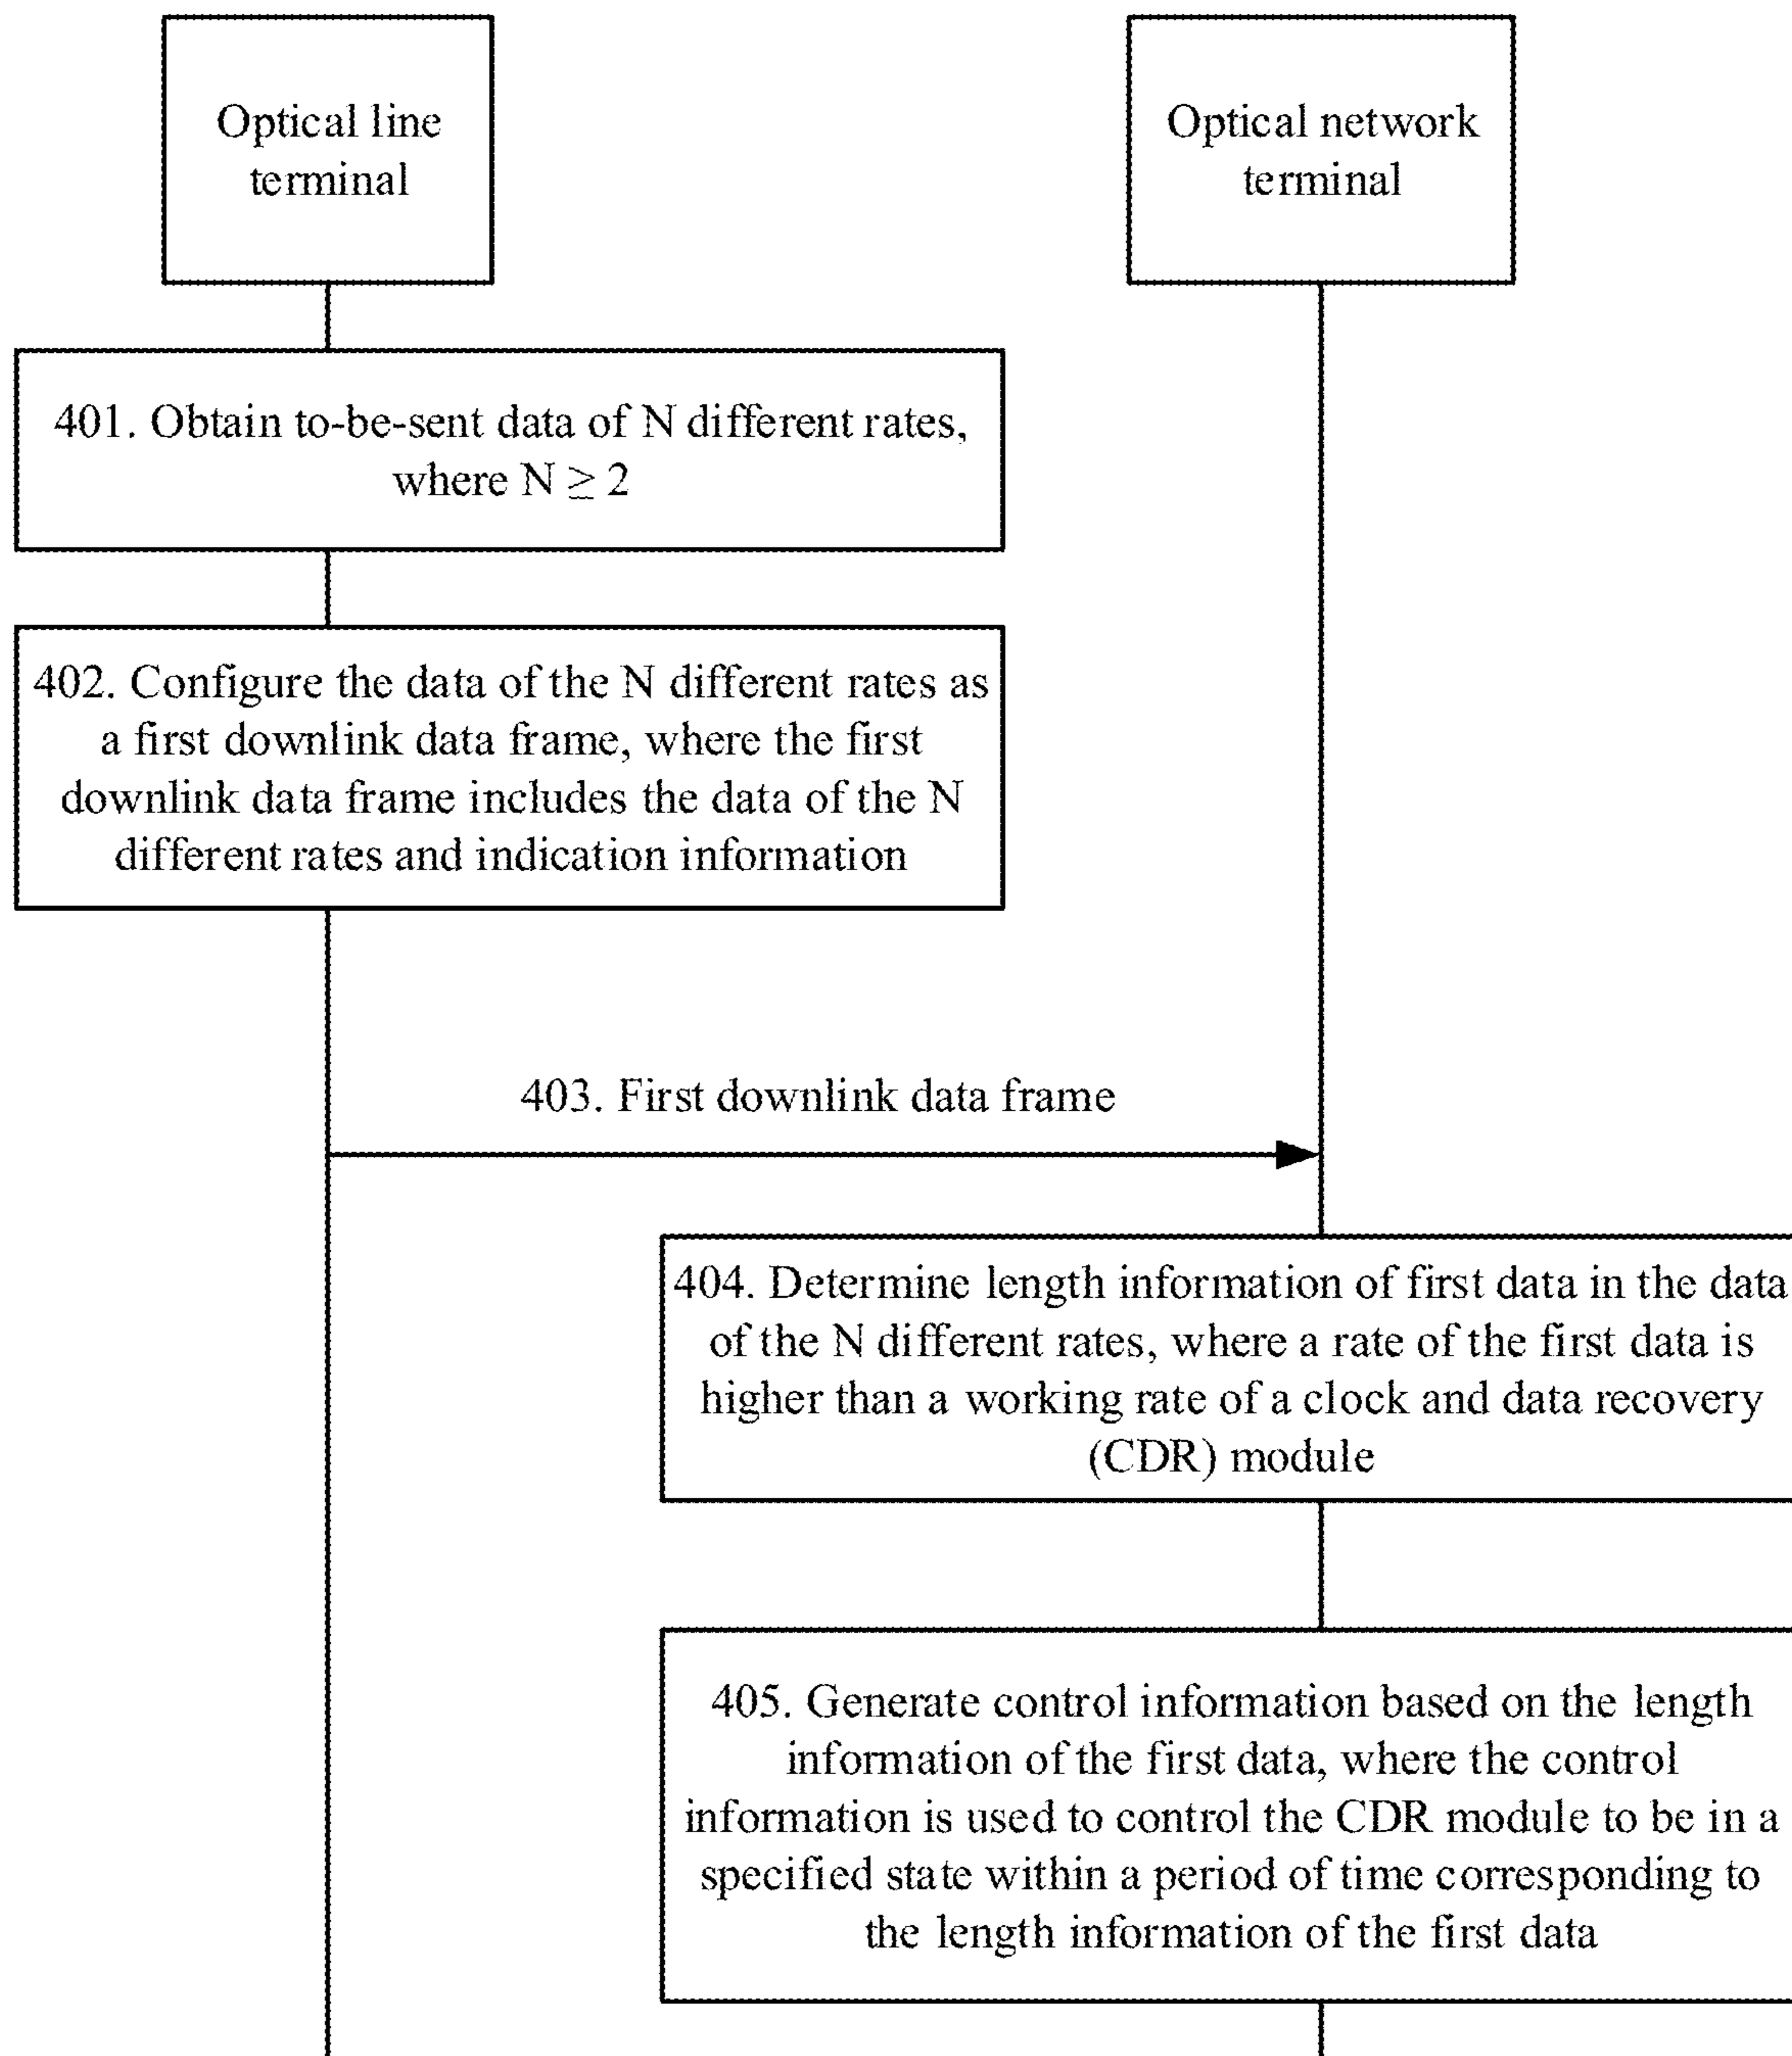 Optical line
terminal
Optical network
terminal
401. Obtain to-be-sent data of N different rates,
where N ≥ 2
402. Configure the data of the N different rates as
a first downlink data frame, where the first
downlink data frame includes the data of the N
different rates and indication information
403. First downlink data frame
404. Determine length information of first data in the data
of the N different rates, where a rate of the first data is
higher than a working rate of a clock and data recovery
(CDR) module
405. Generate control information based on the length
information of the first data, where the control
information is used to control the CDR module to be in a
specified state within a period of time corresponding to
the length information of the first data